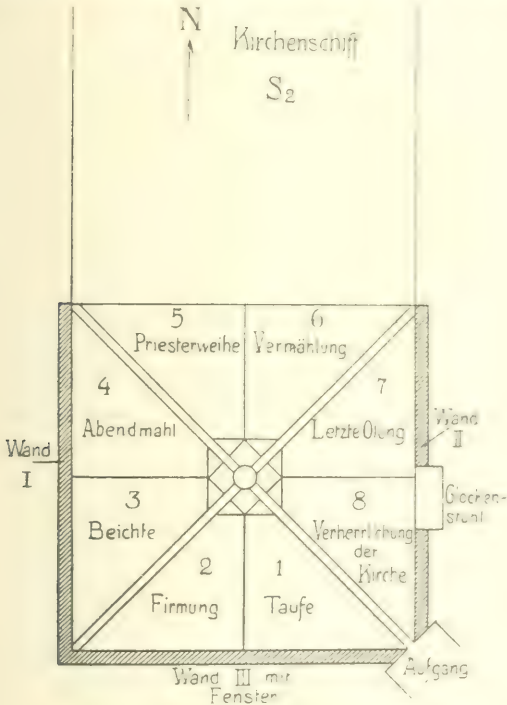 N
Kirchenschiff
S2
5
Priesterweihe
6
Vermählung
4
Abendmahl
7
Letzte Ölung
Wand
I
Wand
II
3
Beichte
8
Verherrlichung
der
Kirche
Glocken-
stuhl
2
Firmung
1
Taufe
Wand III mit
Fenster
Aufgang